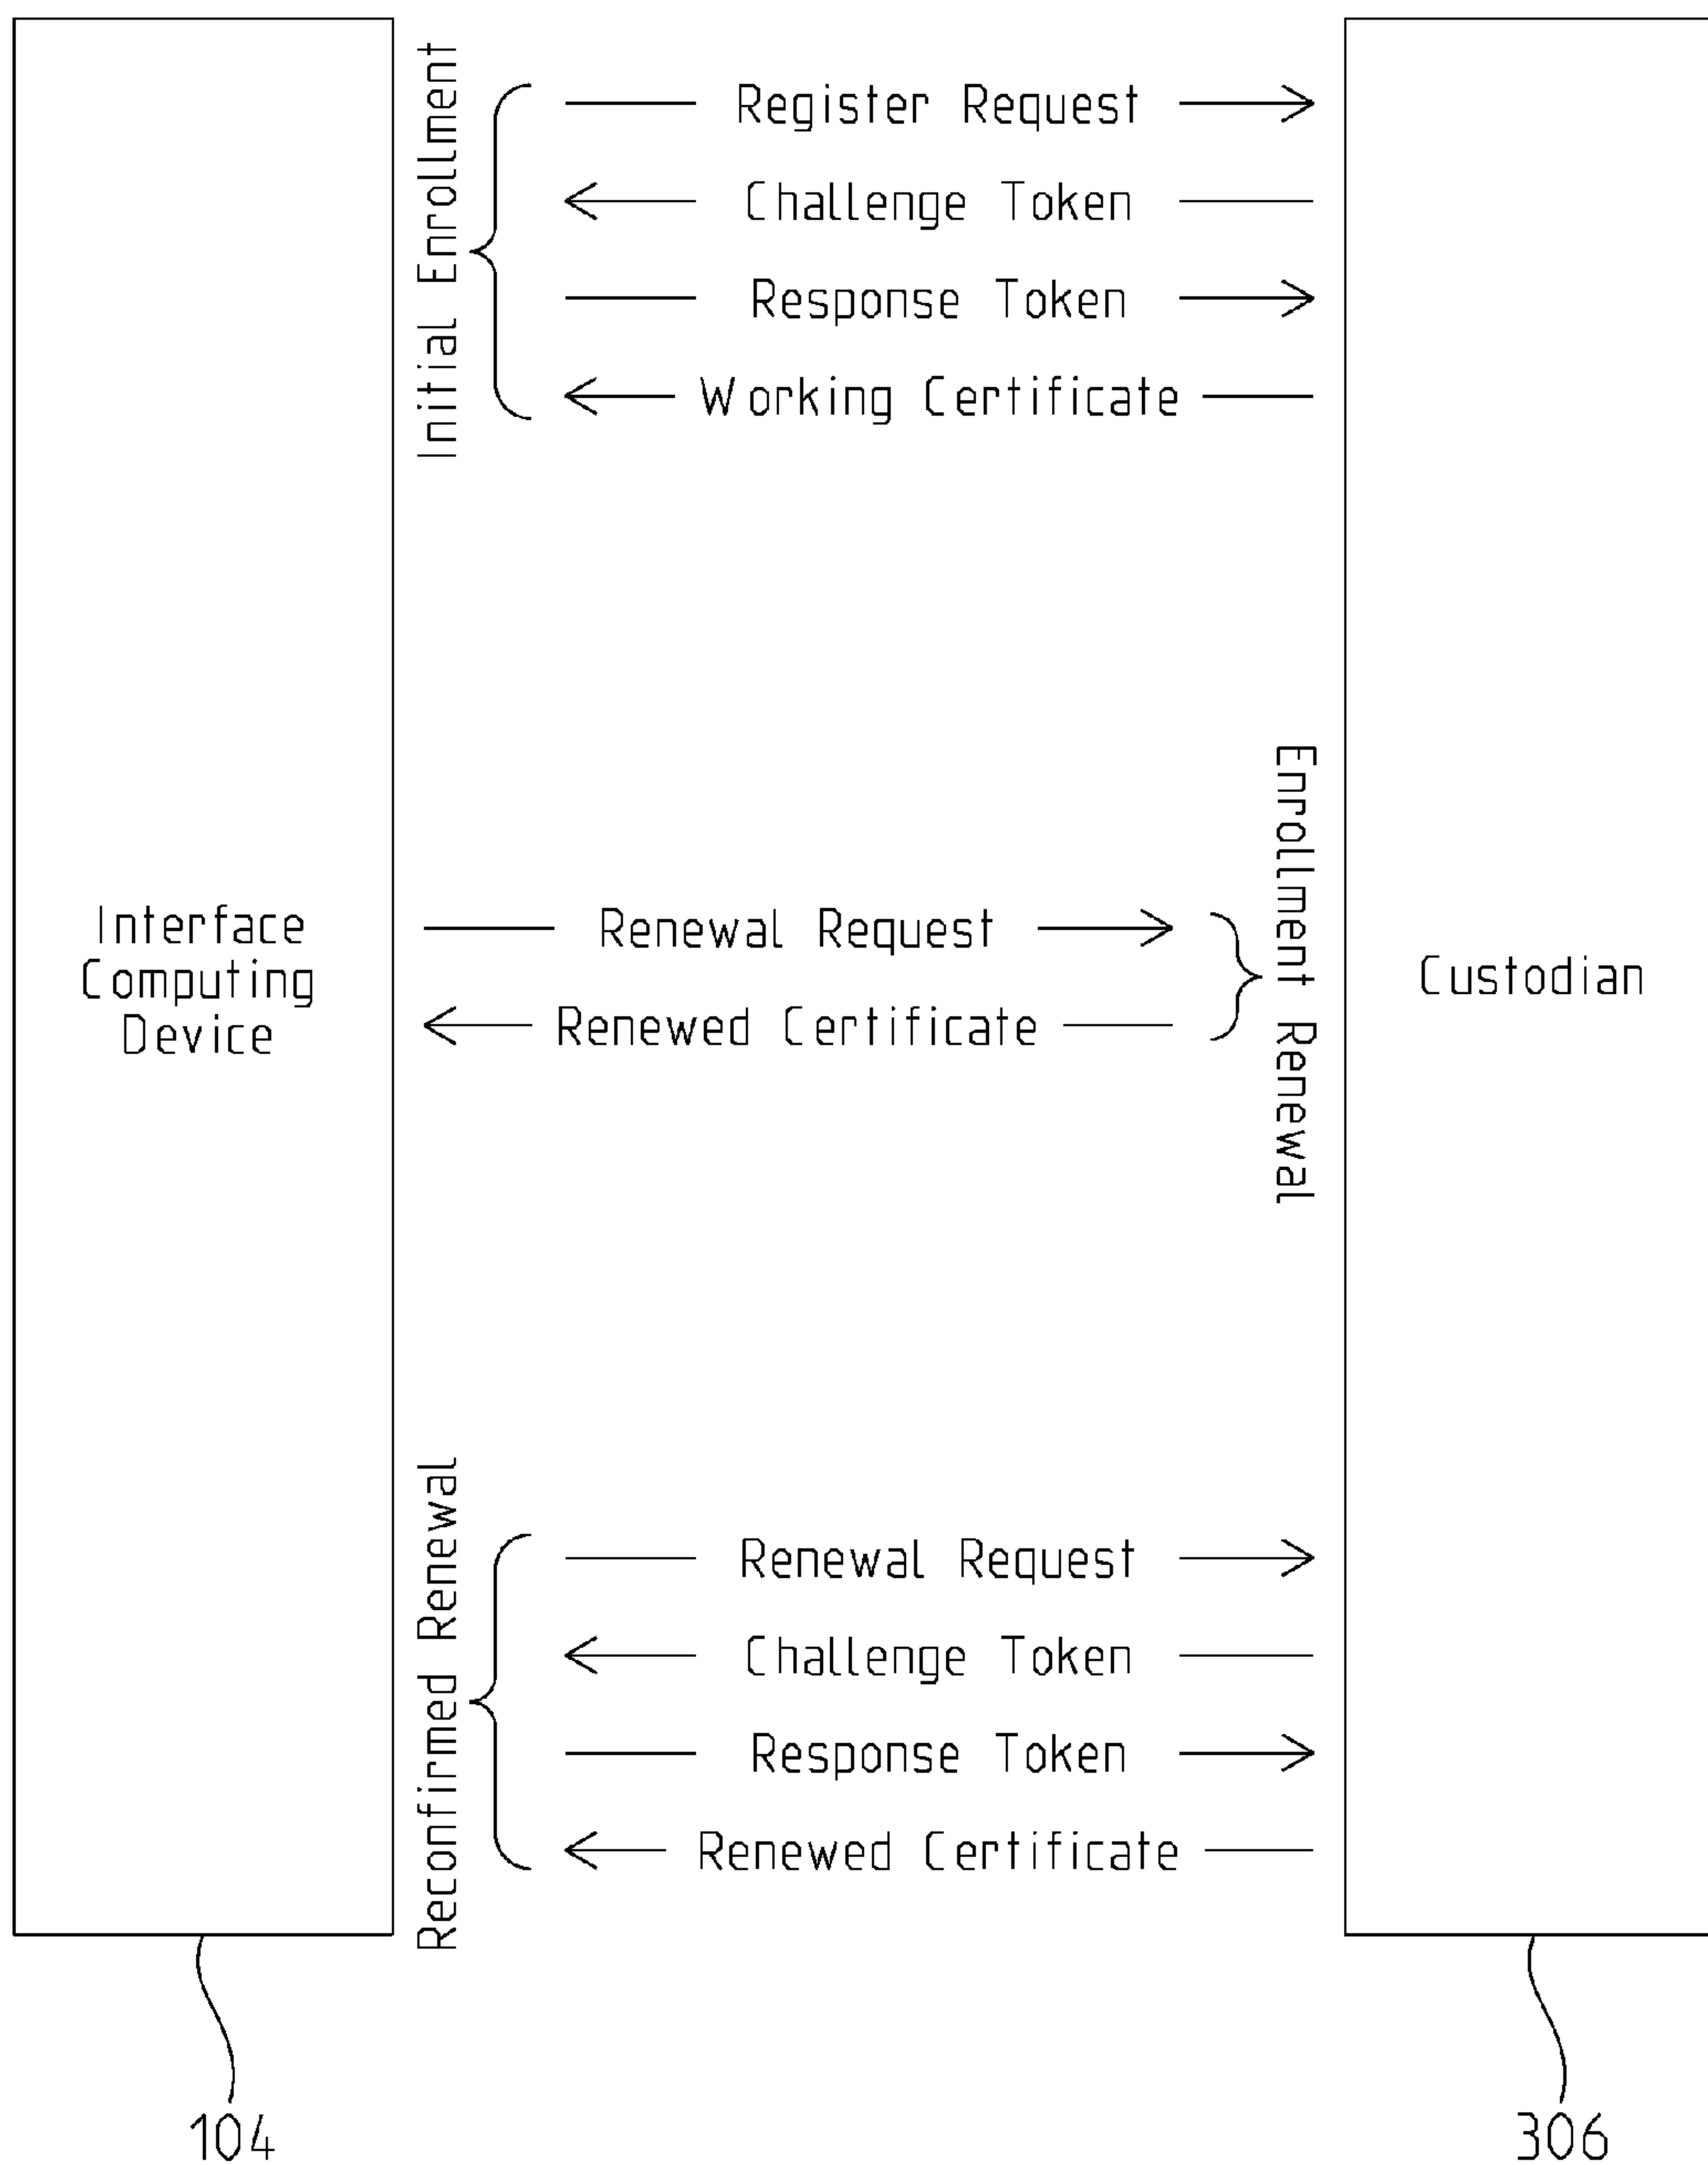 Initial Enrollment
Register Request
Challenge Token
Response Token
Working Certificate
Interface
Computing
Device
Renewal Request
Renewed Certificate
Enrollment Renewal
Custodian
Reconfirmed Renewal
Renewal Request
Challenge Token
Response Token
Renewed Certificate
104
306